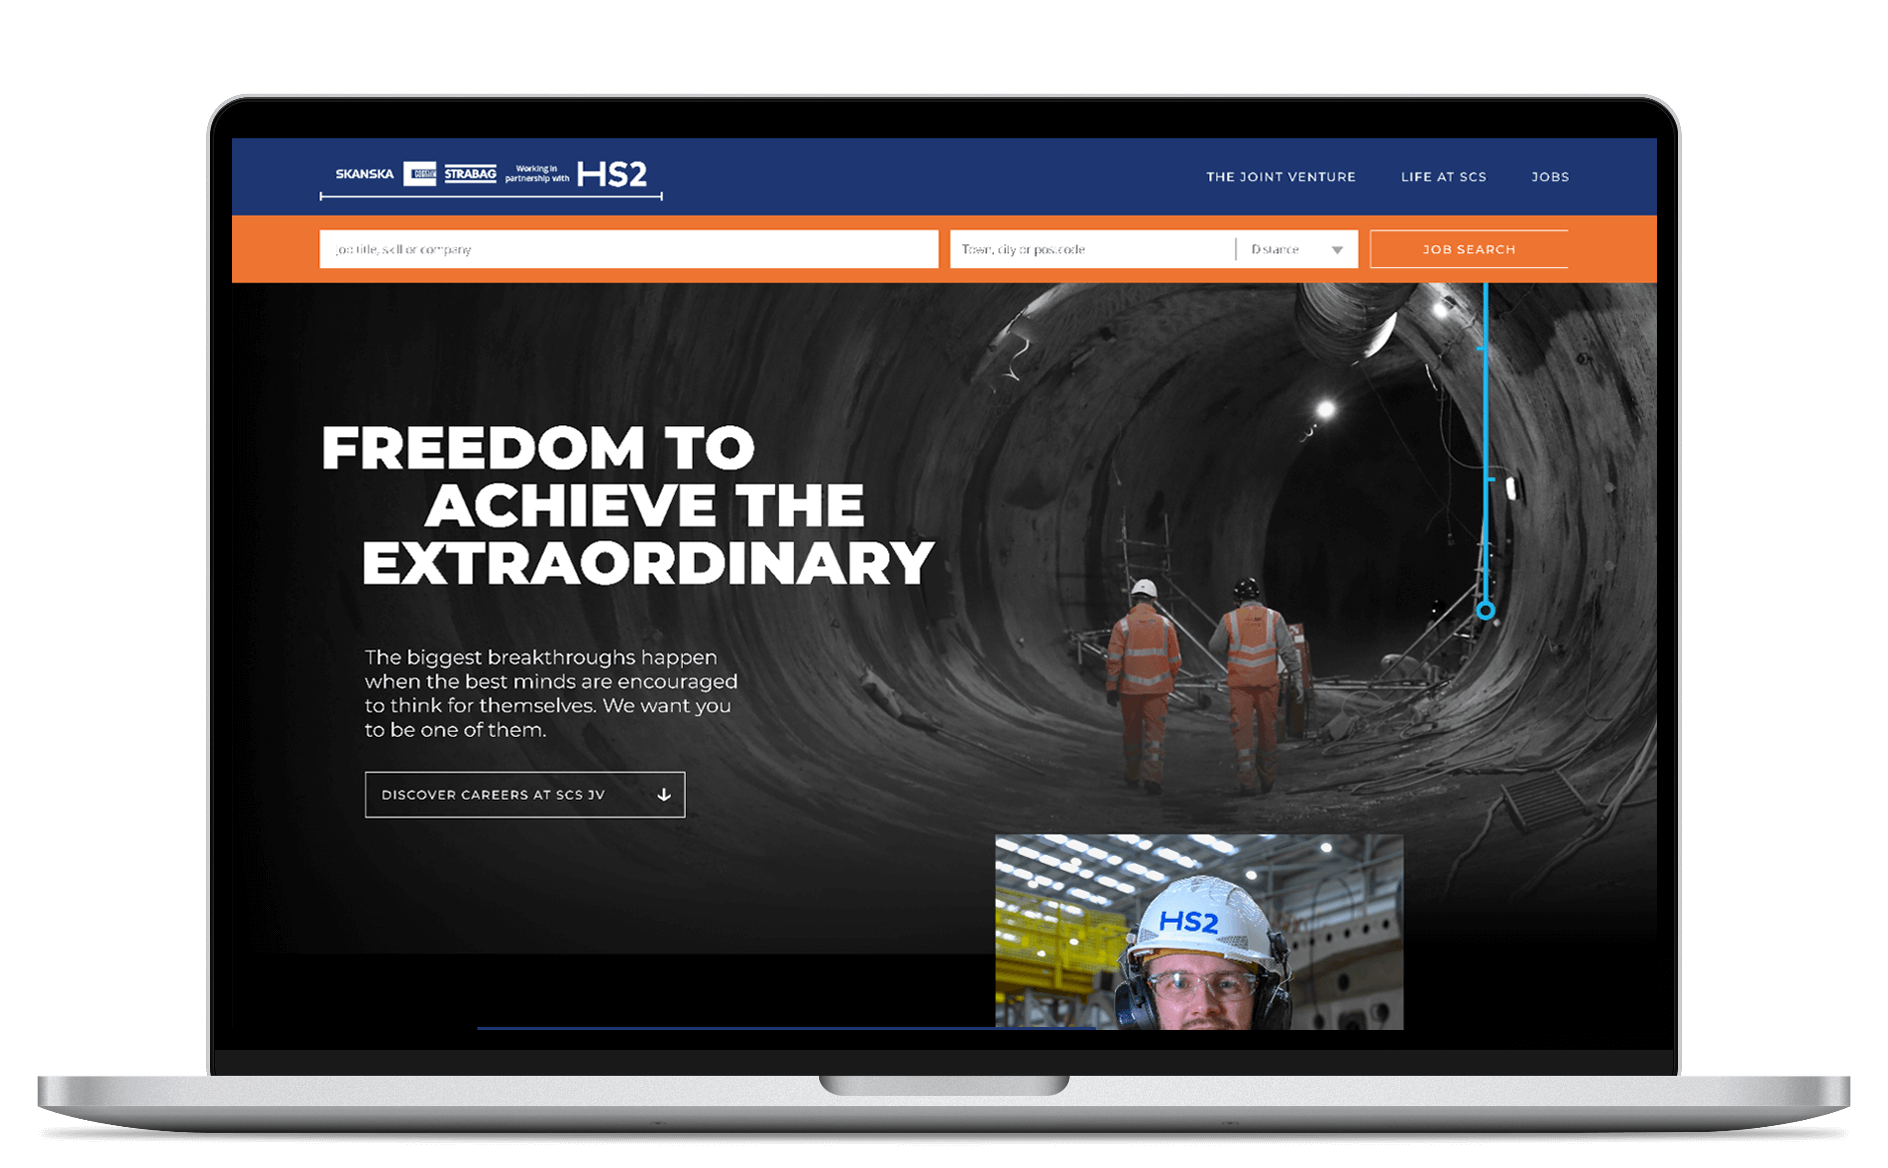 SKANSKA
COSTAIN
STRABAG
Working in
partnership with
HS2
THE JOINT VENTURE
LIFE AT SCS
JOBS
Job title, skill or company
Town, city or postcode
Distance
JOB SEARCH
FREEDOM TO
ACHIEVE THE
EXTRAORDINARY
The biggest breakthroughs happen
when the best minds are encouraged
to think for themselves. We want you
to be one of them.
DISCOVER CAREERS AT SCS JV
HS2